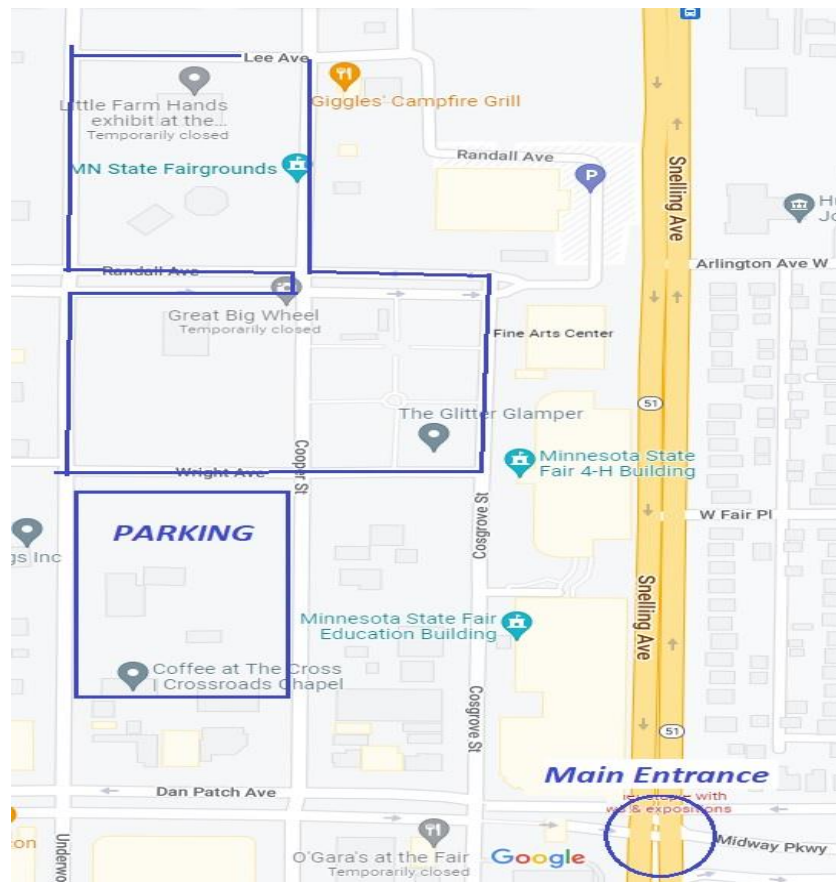 Lee Ave
Little Farm Hands
exhibit at the...
Temporarily closed
Giggles' Campfire Grill
MN State Fairgrounds
Randall Ave
P
Snelling Ave
Hu
Jo
Randall Ave
Arlington Ave W
Great Big Wheel
Temporarily closed
Fine Arts Center
51
The Glitter Glamper
Cooper St
Minnesota State
Fair 4-H Building
Wright Ave
Cosgrove St
W Fair Pl
PARKING
gs Inc
Snelling Ave
Minnesota State Fair
Education Building
Coffee at The Cross
| Crossroads Chapel
Cosgrove St
51
Main Entrance
with
& expositions
Dan Patch Ave
Underwo
on
O'Gara's at the Fair
Temporarily closed
Google
Midway Pkwy